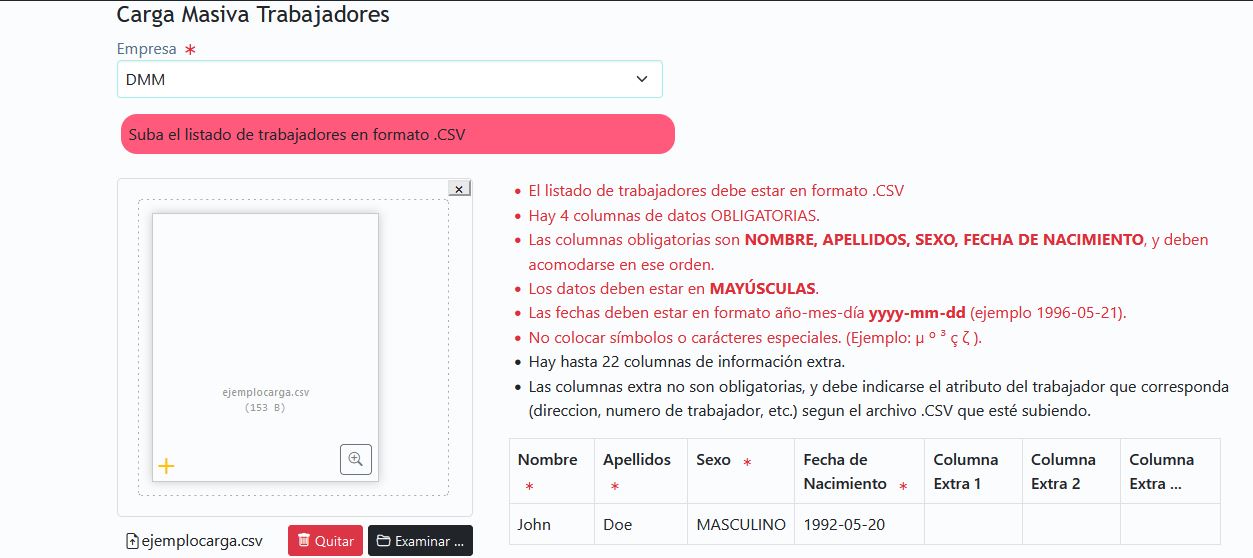 Carga Masiva Trabajadores
Empresa *
DMM
Suba el listado de trabajadores en formato .CSV
×
ejemplocarga.csv
(153 B)
ejemplocarga.csv
Quitar
Examinar ...
• El listado de trabajadores debe estar en formato .CSV
• Hay 4 columnas de datos OBLIGATORIAS.
• Las columnas obligatorias son NOMBRE, APELLIDOS, SEXO, FECHA DE NACIMIENTO, y deben
acomodarse en ese orden.
• Los datos deben estar en MAYÚSCULAS.
• Las fechas deben estar en formato año-mes-día yyyy-mm-dd (ejemplo 1996-05-21).
• No colocar símbolos o carácteres especiales. (Ejemplo: µ º ³ ç ζ ).
• Hay hasta 22 columnas de información extra.
• Las columnas extra no son obligatorias, y debe indicarse el atributo del trabajador que corresponda
(direccion, numero de trabajador, etc.) segun el archivo .CSV que esté subiendo.
Nombre * Apellidos * Sexo * Fecha de Nacimiento * Columna Extra 1 Columna Extra 2 Columna Extra ...
John Doe MASCULINO 1992-05-20